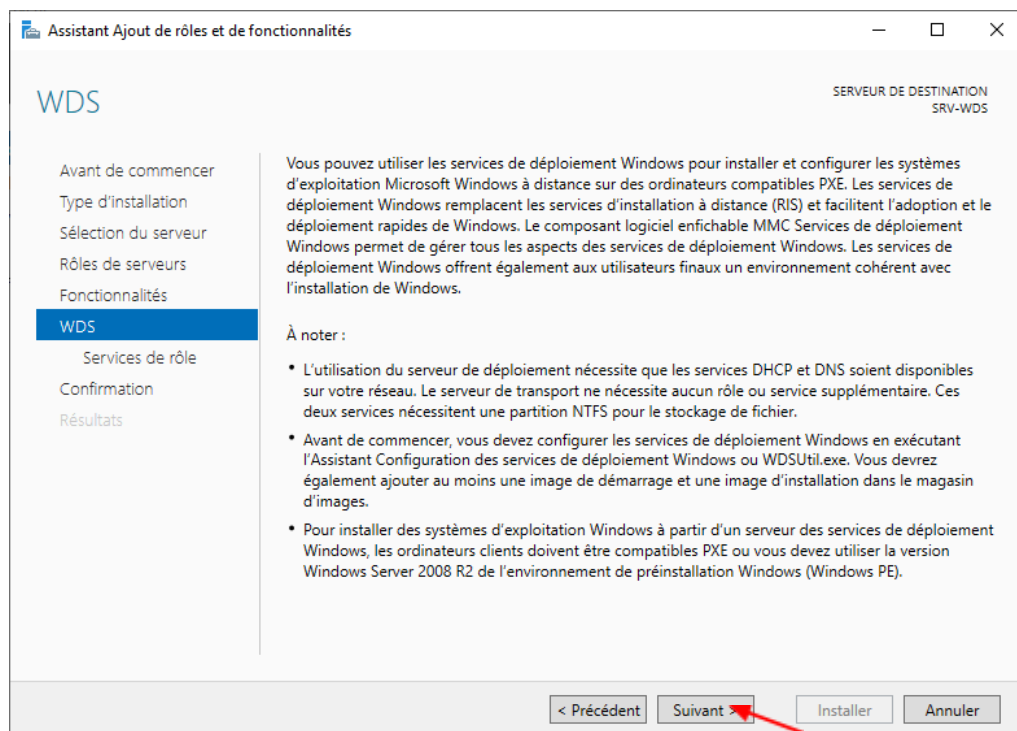 Assistant Ajout de rôles et de fonctionnalités
WDS
SERVEUR DE DESTINATION
SRV-WDS
Avant de commencer
Type d'installation
Sélection du serveur
Rôles de serveurs
Fonctionnalités
WDS
Services de rôle
Confirmation
Résultats
Vous pouvez utiliser les services de déploiement Windows pour installer et configurer les systèmes
d'exploitation Microsoft Windows à distance sur des ordinateurs compatibles PXE. Les services de
déploiement Windows remplacent les services d'installation à distance (RIS) et facilitent l'adoption et le
déploiement rapides de Windows. Le composant logiciel enfichable MMC Services de déploiement
Windows permet de gérer tous les aspects des services de déploiement Windows. Les services de
déploiement Windows offrent également aux utilisateurs finaux un environnement cohérent avec
l'installation de Windows.
À noter :
• L'utilisation du serveur de déploiement nécessite que les services DHCP et DNS soient disponibles
sur votre réseau. Le serveur de transport ne nécessite aucun rôle ou service supplémentaire. Ces
deux services nécessitent une partition NTFS pour le stockage de fichier.
• Avant de commencer, vous devez configurer les services de déploiement Windows en exécutant
l'Assistant Configuration des services de déploiement Windows ou WDSUtil.exe. Vous devrez
également ajouter au moins une image de démarrage et une image d'installation dans le magasin
d'images.
• Pour installer des systèmes d'exploitation Windows à partir d'un serveur des services de déploiement
Windows, les ordinateurs clients doivent être compatibles PXE ou vous devez utiliser la version
Windows Server 2008 R2 de l'environnement de préinstallation Windows (Windows PE).
< Précédent
Suivant >
Installer
Annuler